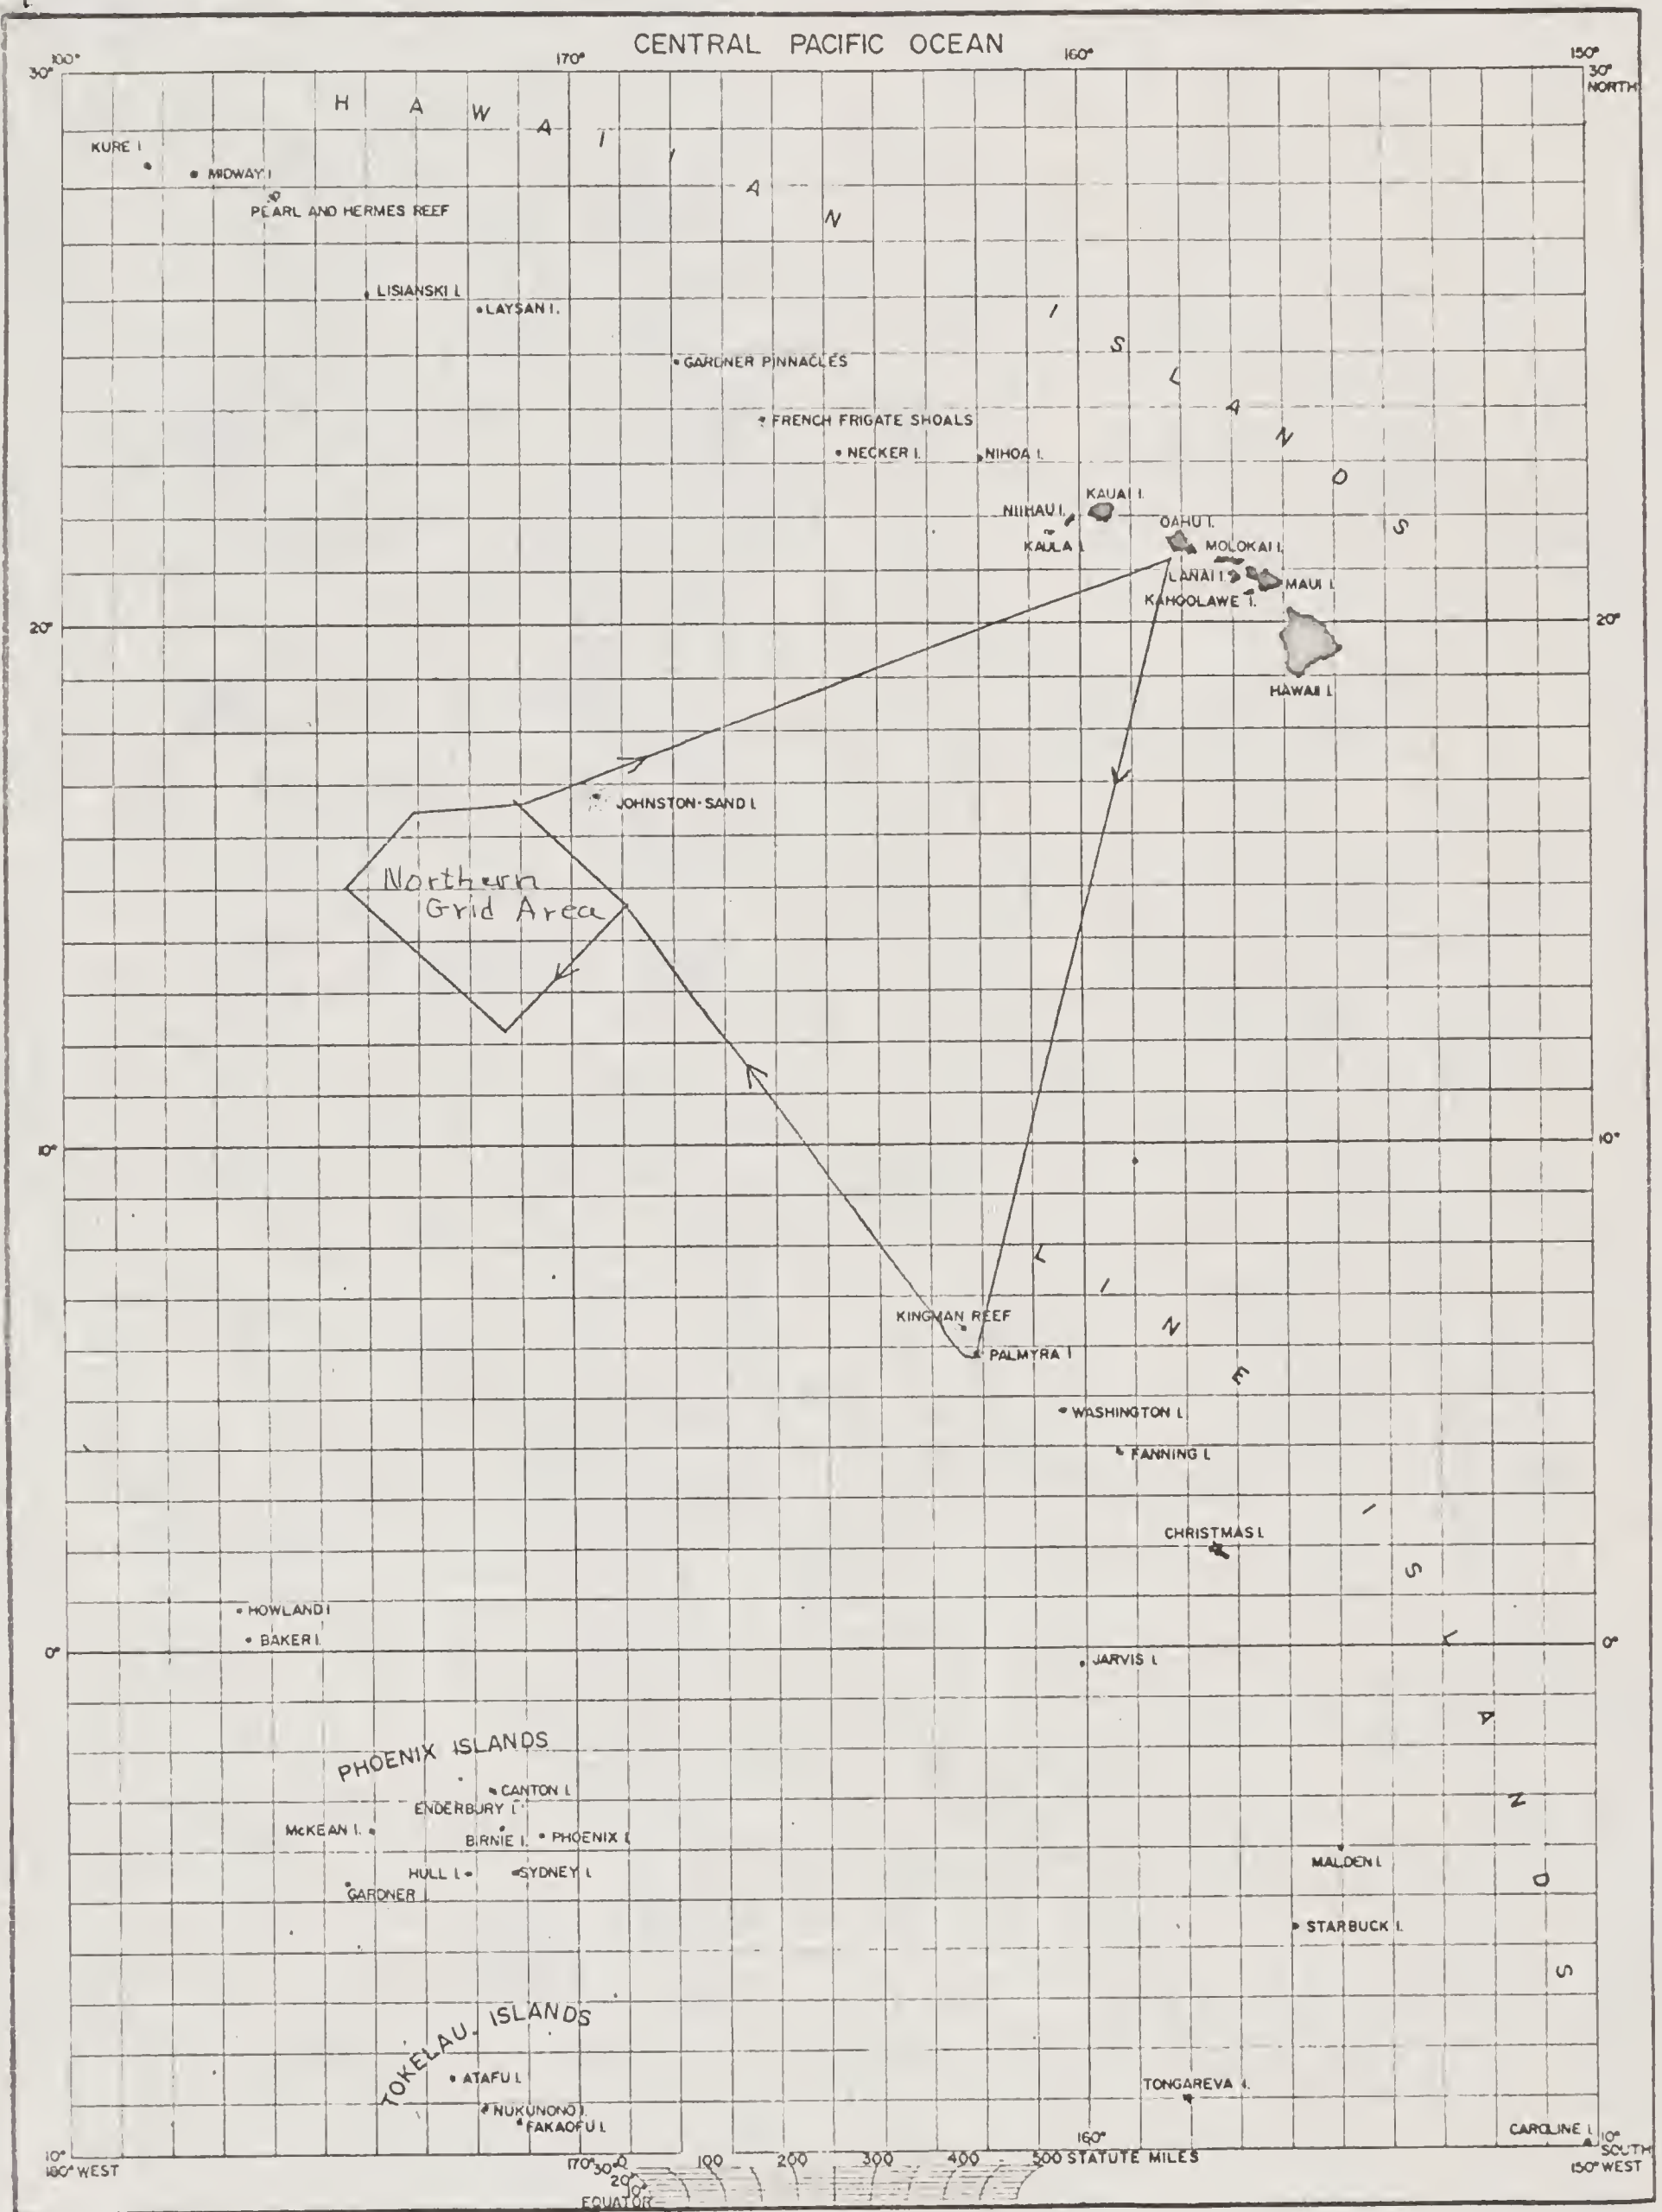 CENTRAL PACIFIC OCEAN
100° 170° 160° 150°
30° 30°
NORTH
HAWAIIAN ISLANDS
KURE I
MIDWAY I
PEARL AND HERMES REEF
LISIANSKI I.
LAYSAN I.
GARDNER PINNACLES
FRENCH FRIGATE SHOALS
NECKER I.
NIHOA I.
KAUAI I.
NIIHAU I.
OAHU I.
KAULA I.
MOLOKAI I.
LANAI I.
MAUI I.
KAHOOLAWE I.
20° 20°
HAWAII I.
JOHNSTON-SAND I.
Northern
Grid Area
10° 10°
LINE ISLANDS
KINGMAN REEF
PALMYRA I
WASHINGTON I.
FANNING I.
CHRISTMAS I.
HOWLAND I
BAKER I.
0° 0°
JARVIS I.
PHOENIX ISLANDS
CANTON I.
ENDERBURY I.
McKEAN I.
BIRNIE I.
PHOENIX I.
HULL I.
SYDNEY I.
GARDNER I.
MALDEN I.
STARBUCK I.
TOKELAU ISLANDS
ATAFU I.
NUKUNONO I.
FAKAOFU I.
TONGAREVA I.
CAROLINE I.
10° 10°
SOUTH
180° WEST 170° 160° 150° WEST
30° 0 100 200 300 400 500 STATUTE MILES
20°
10°
EQUATOR